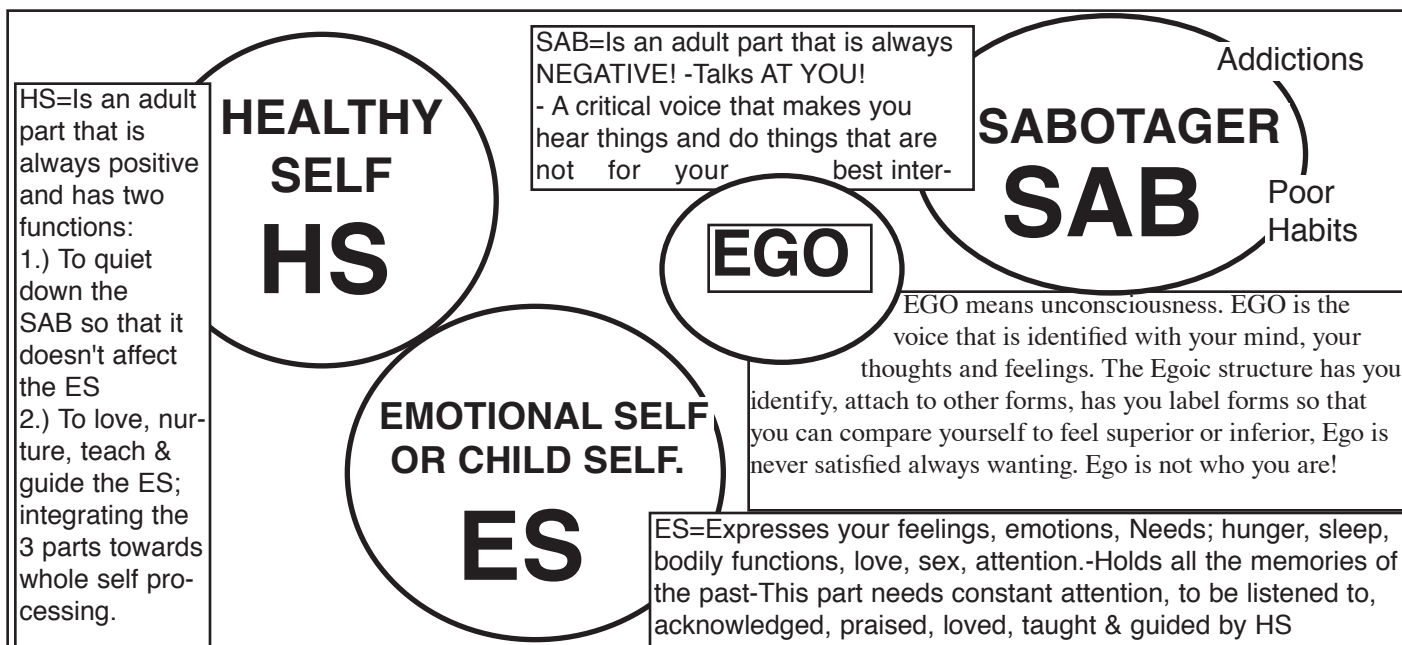 HS=Is an adult
part that is
always positive
and has two
functions:
1.) To quiet
down the
SAB so that it
doesn't affect
the ES
2.) To love, nur-
ture, teach &
guide the ES;
integrating the
3 parts towards
whole self pro-
cessing.
HEALTHY
SELF
HS
SAB=Is an adult part that is always
NEGATIVE! -Talks AT YOU!
- A critical voice that makes you
hear things and do things that are
not for your best inter-
Addictions
SABOTAGER
SAB
Poor
Habits
EGO
EGO means unconsciousness. EGO is the
voice that is identified with your mind, your
thoughts and feelings. The Egoic structure has you
identify, attach to other forms, has you label forms so that
you can compare yourself to feel superior or inferior, Ego is
never satisfied always wanting. Ego is not who you are!
EMOTIONAL SELF
OR CHILD SELF.
ES
ES=Expresses your feelings, emotions, Needs; hunger, sleep,
bodily functions, love, sex, attention.-Holds all the memories of
the past-This part needs constant attention, to be listened to,
acknowledged, praised, loved, taught & guided by HS